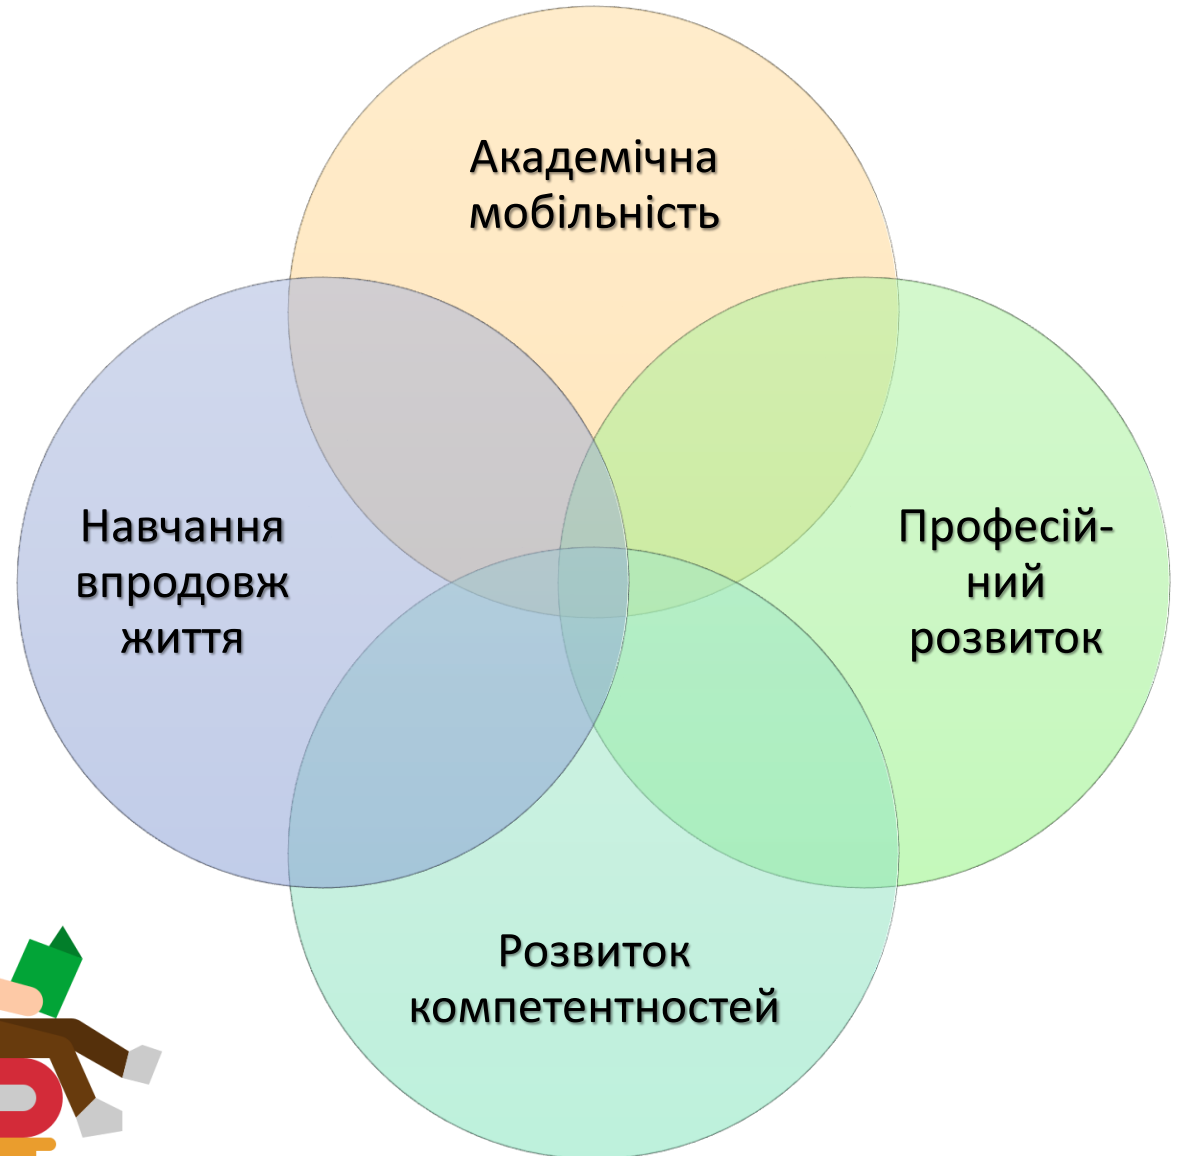 Академічна
мобільність
Навчання
впродовж
життя
Професій-
ний
розвиток
Розвиток
компетентностей